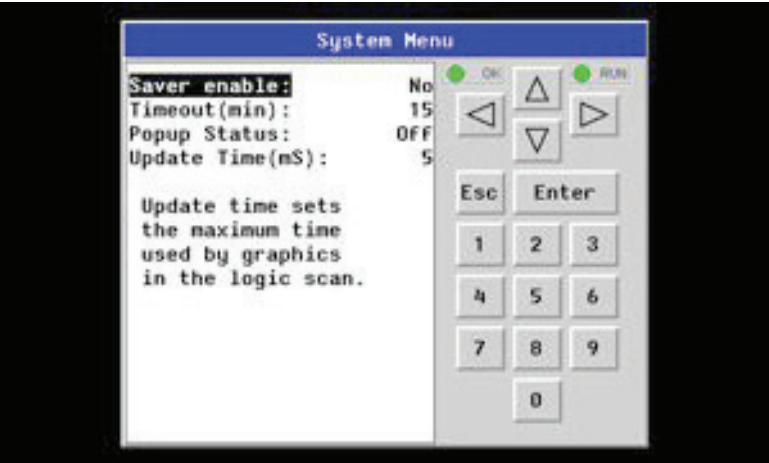 System Menu
Saver enable: No
Timeout(min): 15
Popup Status: Off
Update Time(mS): 5
Update time sets
the maximum time
used by graphics
in the logic scan.
OK RUN
Esc Enter
1 2 3
4 5 6
7 8 9
0